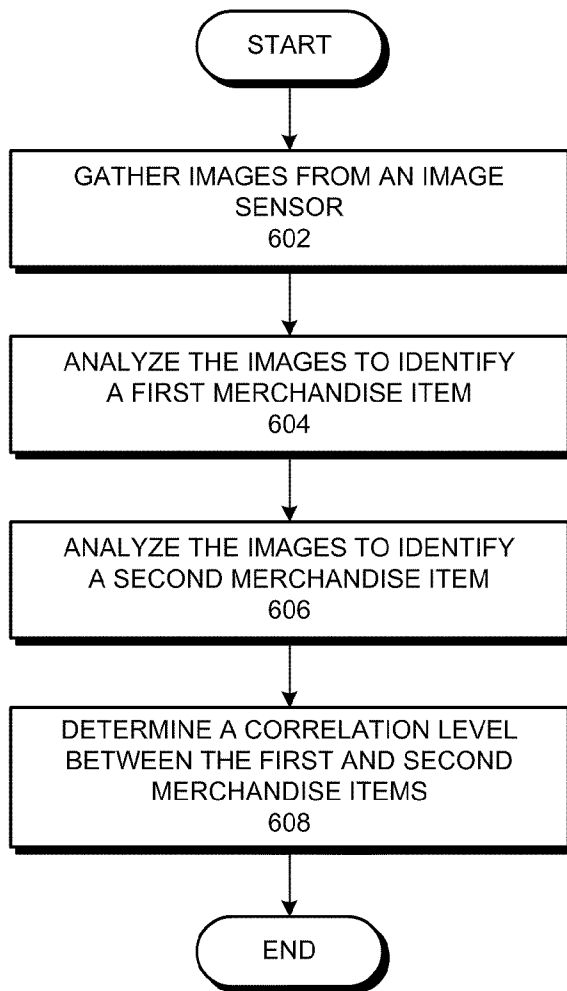 START
GATHER IMAGES FROM AN IMAGE
SENSOR
602
ANALYZE THE IMAGES TO IDENTIFY
A FIRST MERCHANDISE ITEM
604
ANALYZE THE IMAGES TO IDENTIFY
A SECOND MERCHANDISE ITEM
606
DETERMINE A CORRELATION LEVEL
BETWEEN THE FIRST AND SECOND
MERCHANDISE ITEMS
608
END